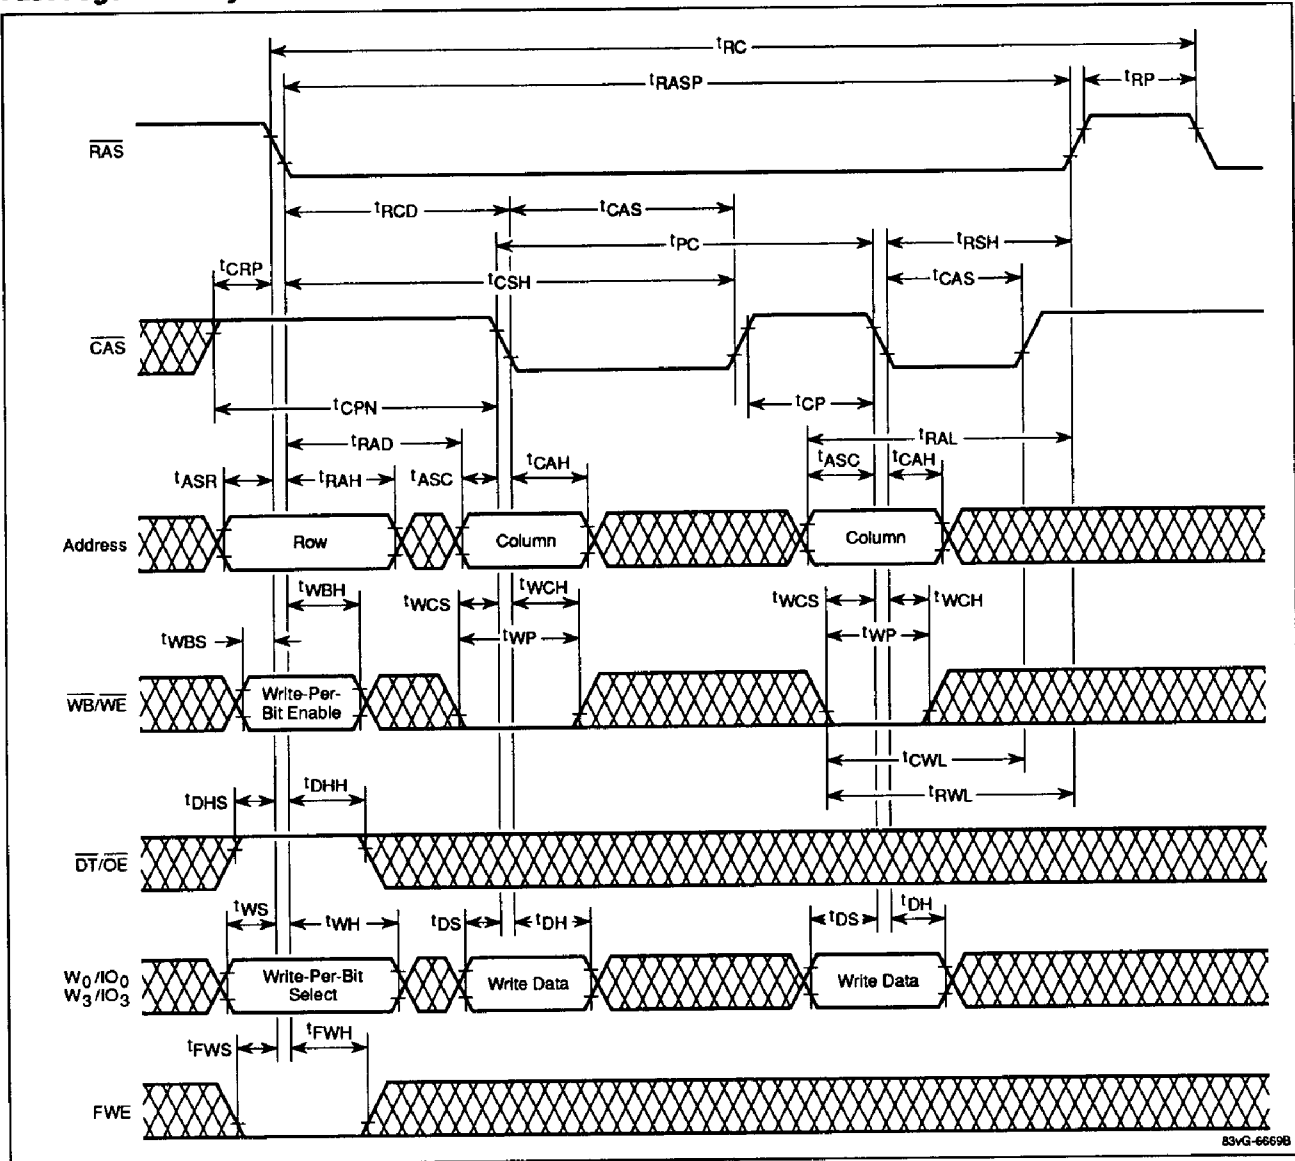 tRC
tRASP
tRP
RAS
tRCD
tCAS
tPC
tRSH
tCRP
tCSH
tCAS
CAS
tCPN
tCP
tRAD
tRAL
tASR
tRAH
tASC
tCAH
tASC
tCAH
Address
Row
Column
Column
tWBH
tWCS
tWCH
tWCS
tWCH
tWBS
tWP
tWP
WB/WE
Write-Per-
Bit Enable
tCWL
tDHS
tDHH
tRWL
DT/OE
tWS
tWH
tDS
tDH
tDS
tDH
W0/IO0
W3/IO3
Write-Per-Bit
Select
Write Data
Write Data
tFWS
tFWH
FWE
83vG-6669B